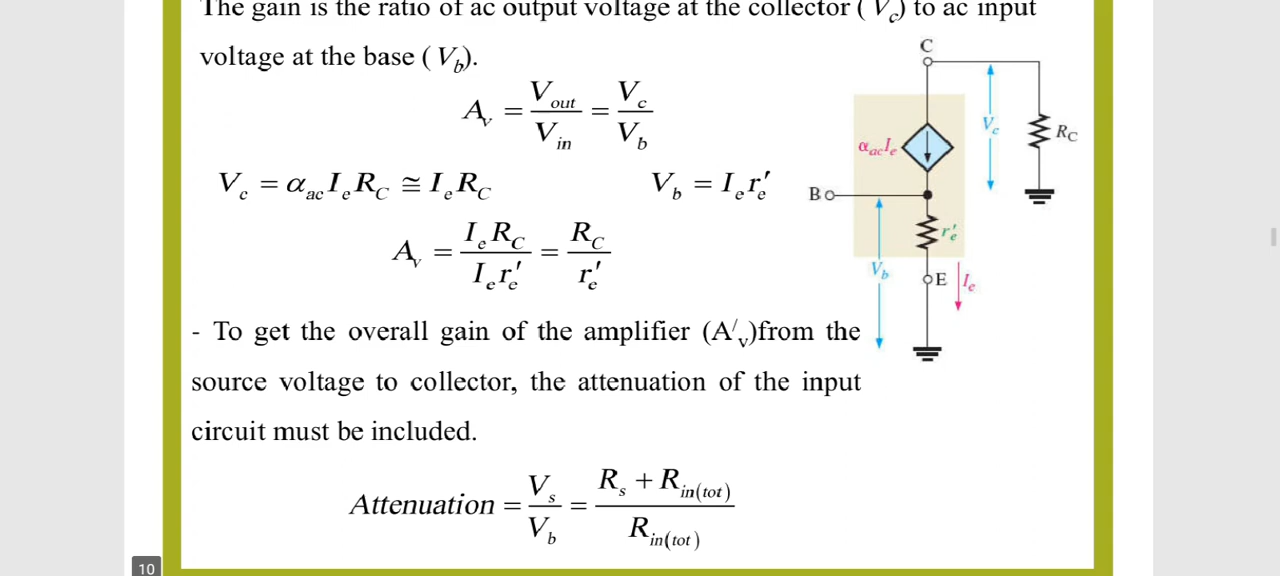 The gain is the ratio of ac output voltage at the collector ( V_c) to ac input
voltage at the base ( V_b).
A_v = V_out / V_in = V_c / V_b
V_c = α_ac I_e R_C ≅ I_e R_C V_b = I_e r'_e
A_v = I_e R_C / I_e r'_e = R_C / r'_e
- To get the overall gain of the amplifier (A^/_v)from the
source voltage to collector, the attenuation of the input
circuit must be included.
Attenuation = V_s / V_b = R_s + R_in(tot) / R_in(tot)
C
V_c
R_C
α_ac I_e
B
r'_e
V_b
E
I_e
10